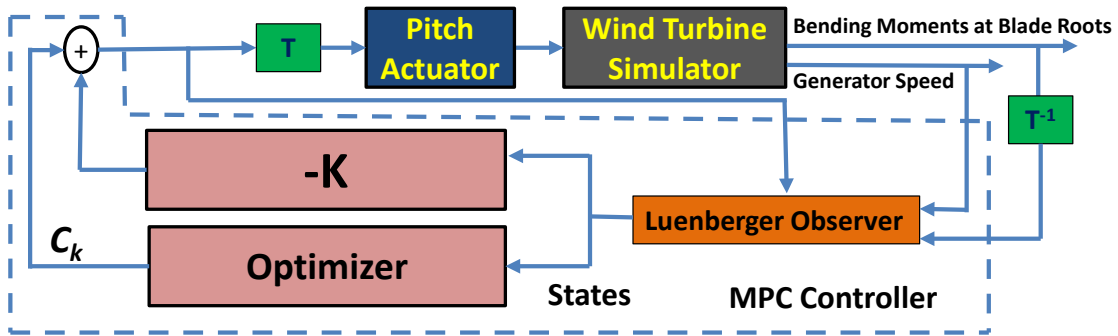 +
T
Pitch
Actuator
Wind Turbine
Simulator
Bending Moments at Blade Roots
Generator Speed
T-1
-K
Luenberger Observer
Ck
Optimizer
States
MPC Controller